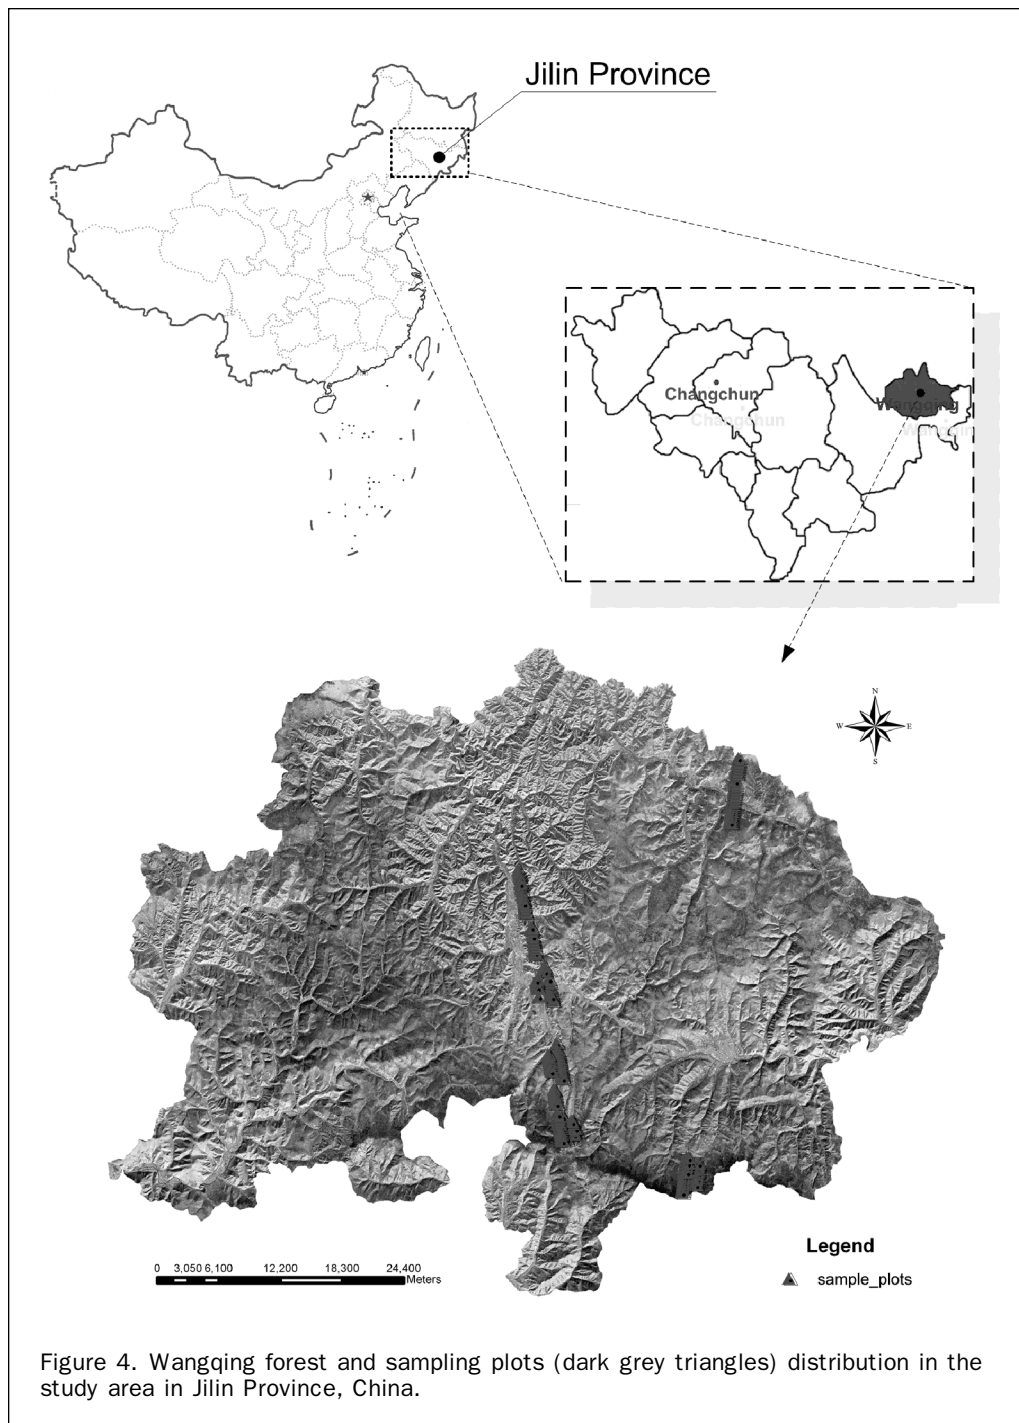 Jilin Province
Changchun
Changchun
Wangqing
Wangqin
N
W E
S
0 3,050 6,100 12,200 18,300 24,400
Meters
Legend
sample_plots
Figure 4. Wangqing forest and sampling plots (dark grey triangles) distribution in the
study area in Jilin Province, China.